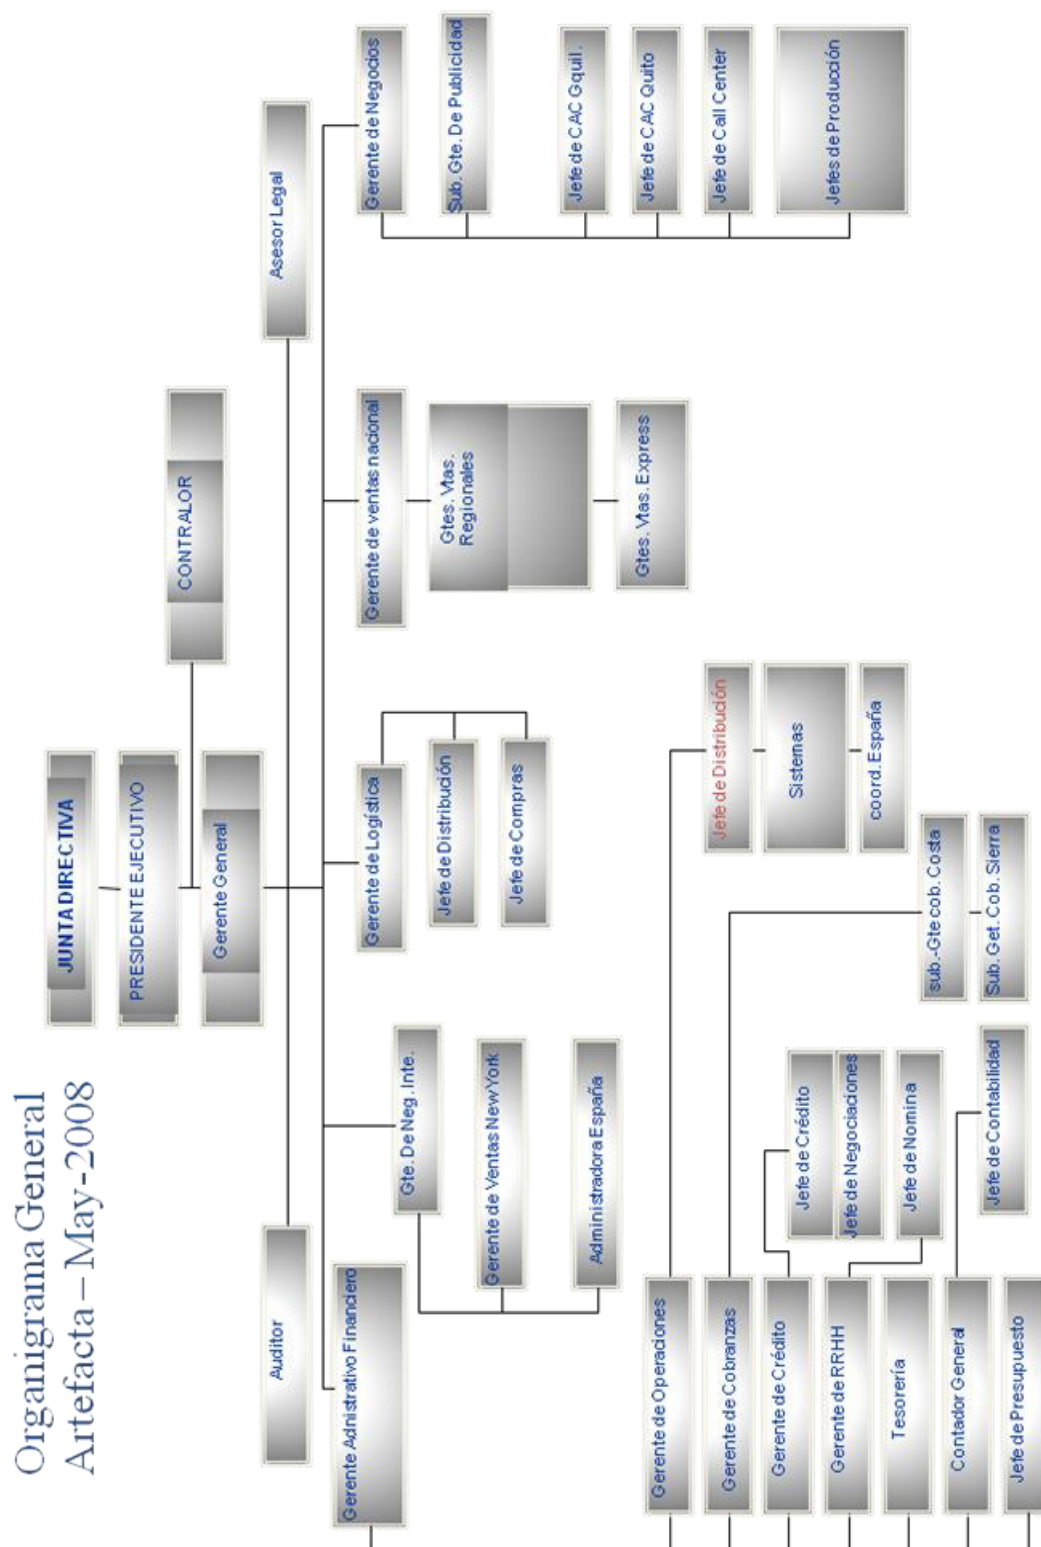 Organigrama General
Artefacta – May-2008
JUNTA DIRECTIVA
PRESIDENTE EJECUTIVO
CONTRALOR
Gerente General
Auditor
Asesor Legal
Gerente Adnistrativo Financiero
Gte. De Neg. Inte.
Gerente de Logística
Gerente de ventas nacional
Gerente de Negocios
Gerente de Ventas New York
Administradora España
Jefe de Distribución
Jefe de Compras
Gtes. Vtas.
Regionales
Gtes. Vtas. Express
Sub. Gte. De Publicidad
Jefe de CAC Gquil.
Jefe de CAC Quito
Jefe de Call Center
Jefes de Producción
Gerente de Operaciones
Jefe de Distribución
Sistemas
coord. España
Gerente de Cobranzas
sub.-Gte cob. Costa
Sub. Get. Cob. Sierra
Gerente de Crédito
Jefe de Crédito
Jefe de Negociaciones
Gerente de RRHH
Jefe de Nomina
Tesorería
Contador General
Jefe de Contabilidad
Jefe de Presupuesto